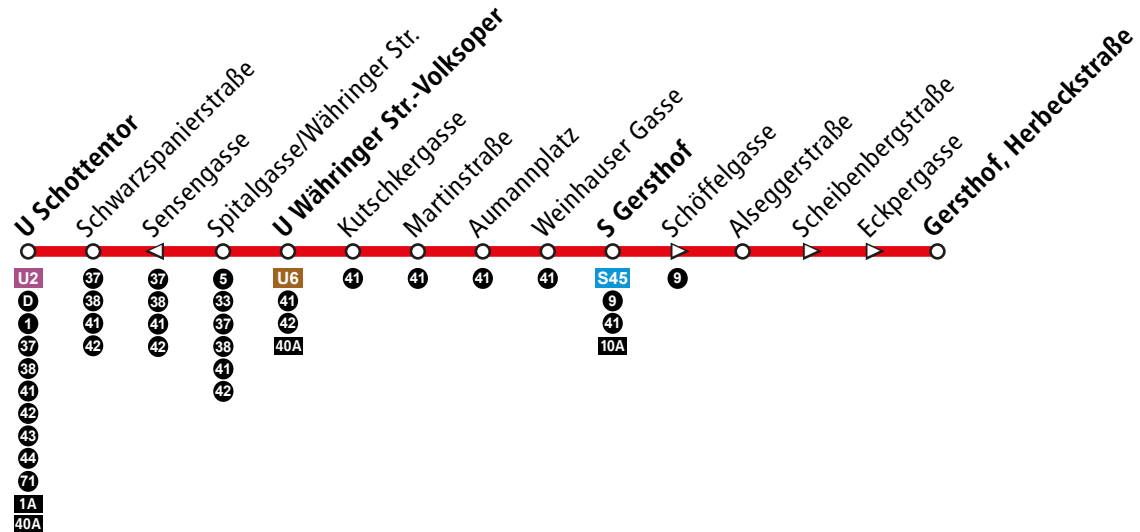 U Schottentor
Schwarzspanierstraße
Sensengasse
Spitalgasse/Währinger Str.
U Währinger Str.-Volksoper
Kutschkergasse
Martinstraße
Aumannplatz
Weinhauser Gasse
S Gersthof
Schöffelgasse
Alseggerstraße
Scheibenbergstraße
Eckpergasse
Gersthof, Herbeckstraße
U2
D
1
37
38
41
42
43
44
71
1A
40A
37
38
41
42
37
38
41
42
5
33
37
38
41
42
U6
41
42
40A
41
41
41
41
S45
9
41
10A
9